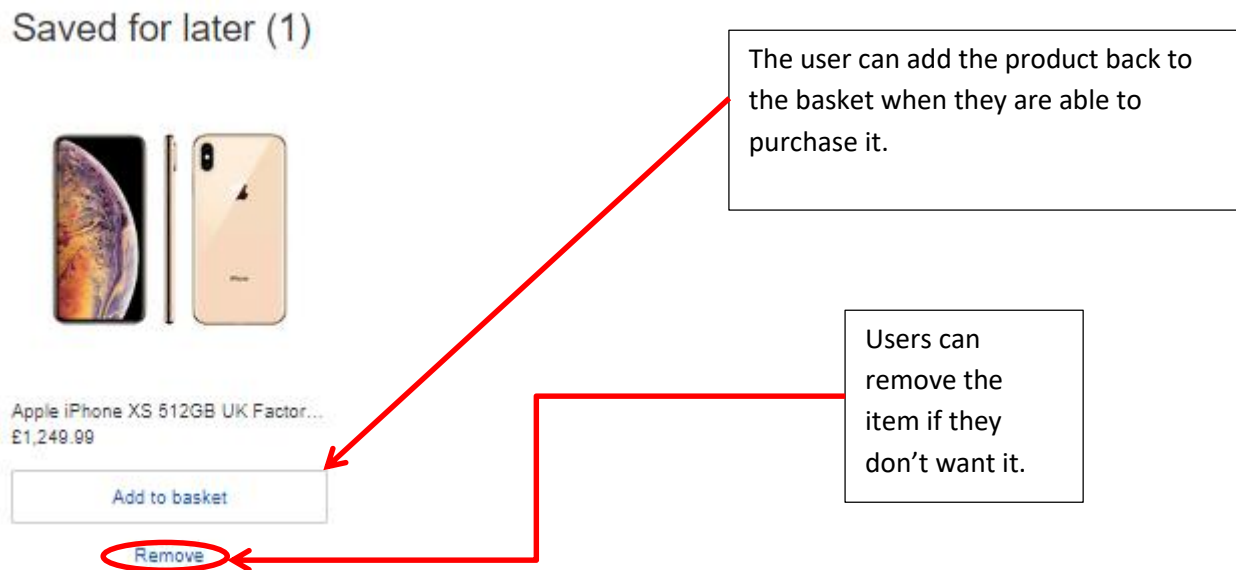 Saved for later (1)
The user can add the product back to
the basket when they are able to
purchase it.
Apple iPhone XS 512GB UK Factor...
£1,249.99
Add to basket
Remove
Users can
remove the
item if they
don’t want it.